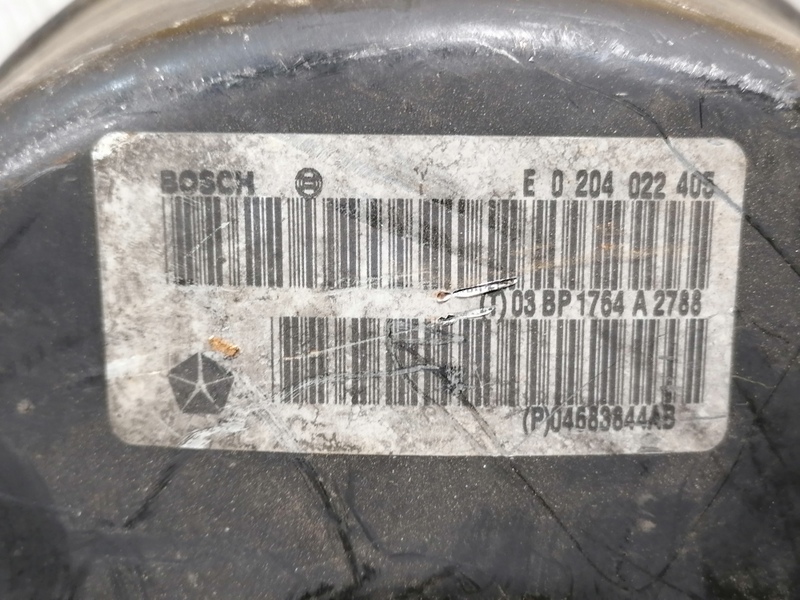 BOSCH E 0 204 022 405
(T) 03 BP 1764 A 2788
(P)04683644AB